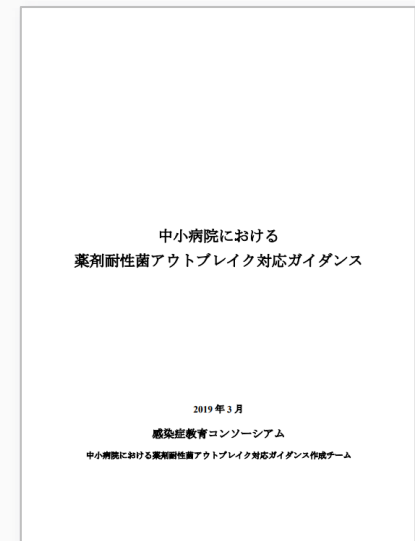 中小病院における
薬剤耐性菌アウトブレイク対応ガイダンス
2019 年 3 月
感染症教育コンソーシアム
中小病院における薬剤耐性菌アウトブレイク対応ガイダンス作成チーム